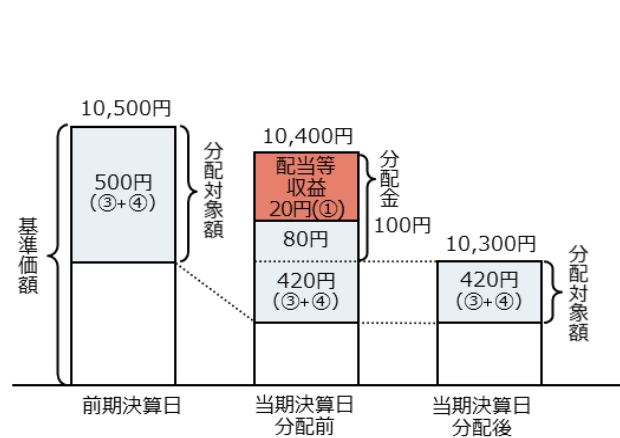 10,500円
500円
(③+④)
分配対象額
基準価額
前期決算日
10,400円
配当等
収益
20円(①)
80円
420円
(③+④)
分配金
100円
当期決算日
分配前
10,300円
420円
(③+④)
分配対象額
当期決算日
分配後